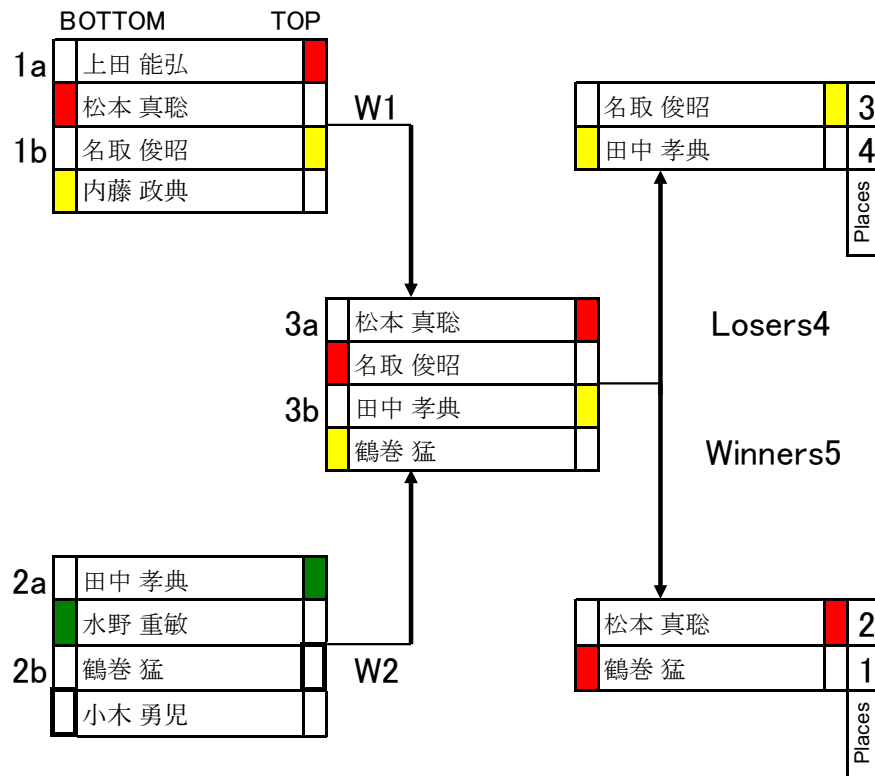 BOTTOM TOP
1a 上田 能弘
松本 真聡
1b 名取 俊昭
内藤 政典
W1
名取 俊昭 3
田中 孝典 4
Places
3a 松本 真聡
名取 俊昭
3b 田中 孝典
鶴巻 猛
Losers4
Winners5
2a 田中 孝典
水野 重敏
2b 鶴巻 猛
小木 勇児
W2
松本 真聡 2
鶴巻 猛 1
Places